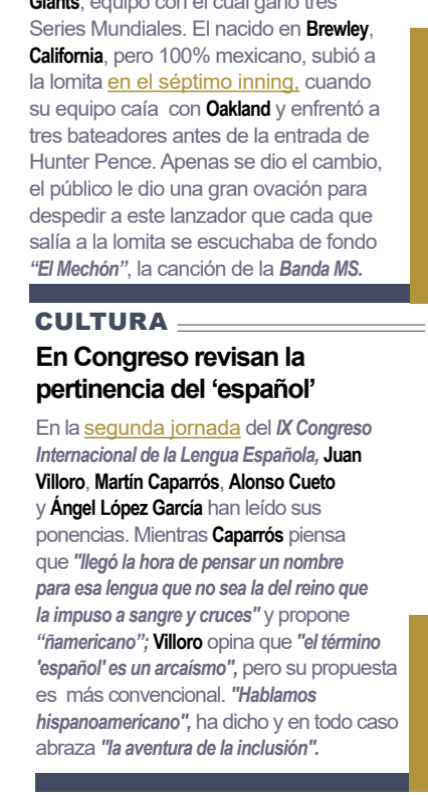 Giants, equipo con el cual ganó tres
Series Mundiales. El nacido en Brewley,
California, pero 100% mexicano, subió a
la lomita en el séptimo inning, cuando
su equipo caía con Oakland y enfrentó a
tres bateadores antes de la entrada de
Hunter Pence. Apenas se dio el cambio,
el público le dio una gran ovación para
despedir a este lanzador que cada que
salía a la lomita se escuchaba de fondo
“El Mechón”, la canción de la Banda MS.
CULTURA
En Congreso revisan la
pertinencia del ‘español’
En la segunda jornada del IX Congreso
Internacional de la Lengua Española, Juan
Villoro, Martín Caparrós, Alonso Cueto
y Ángel López García han leído sus
ponencias. Mientras Caparrós piensa
que "llegó la hora de pensar un nombre
para esa lengua que no sea la del reino que
la impuso a sangre y cruces" y propone
“ñamericano”; Villoro opina que "el término
'español' es un arcaísmo", pero su propuesta
es más convencional. "Hablamos
hispanoamericano", ha dicho y en todo caso
abraza "la aventura de la inclusión".